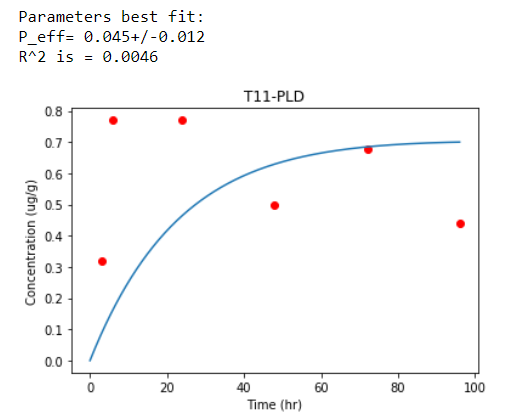 Parameters best fit:
P_eff= 0.045+/-0.012
R^2 is = 0.0046
T11-PLD
Concentration (ug/g)
0.8
0.7
0.6
0.5
0.4
0.3
0.2
0.1
0.0
0 20 40 60 80 100
Time (hr)